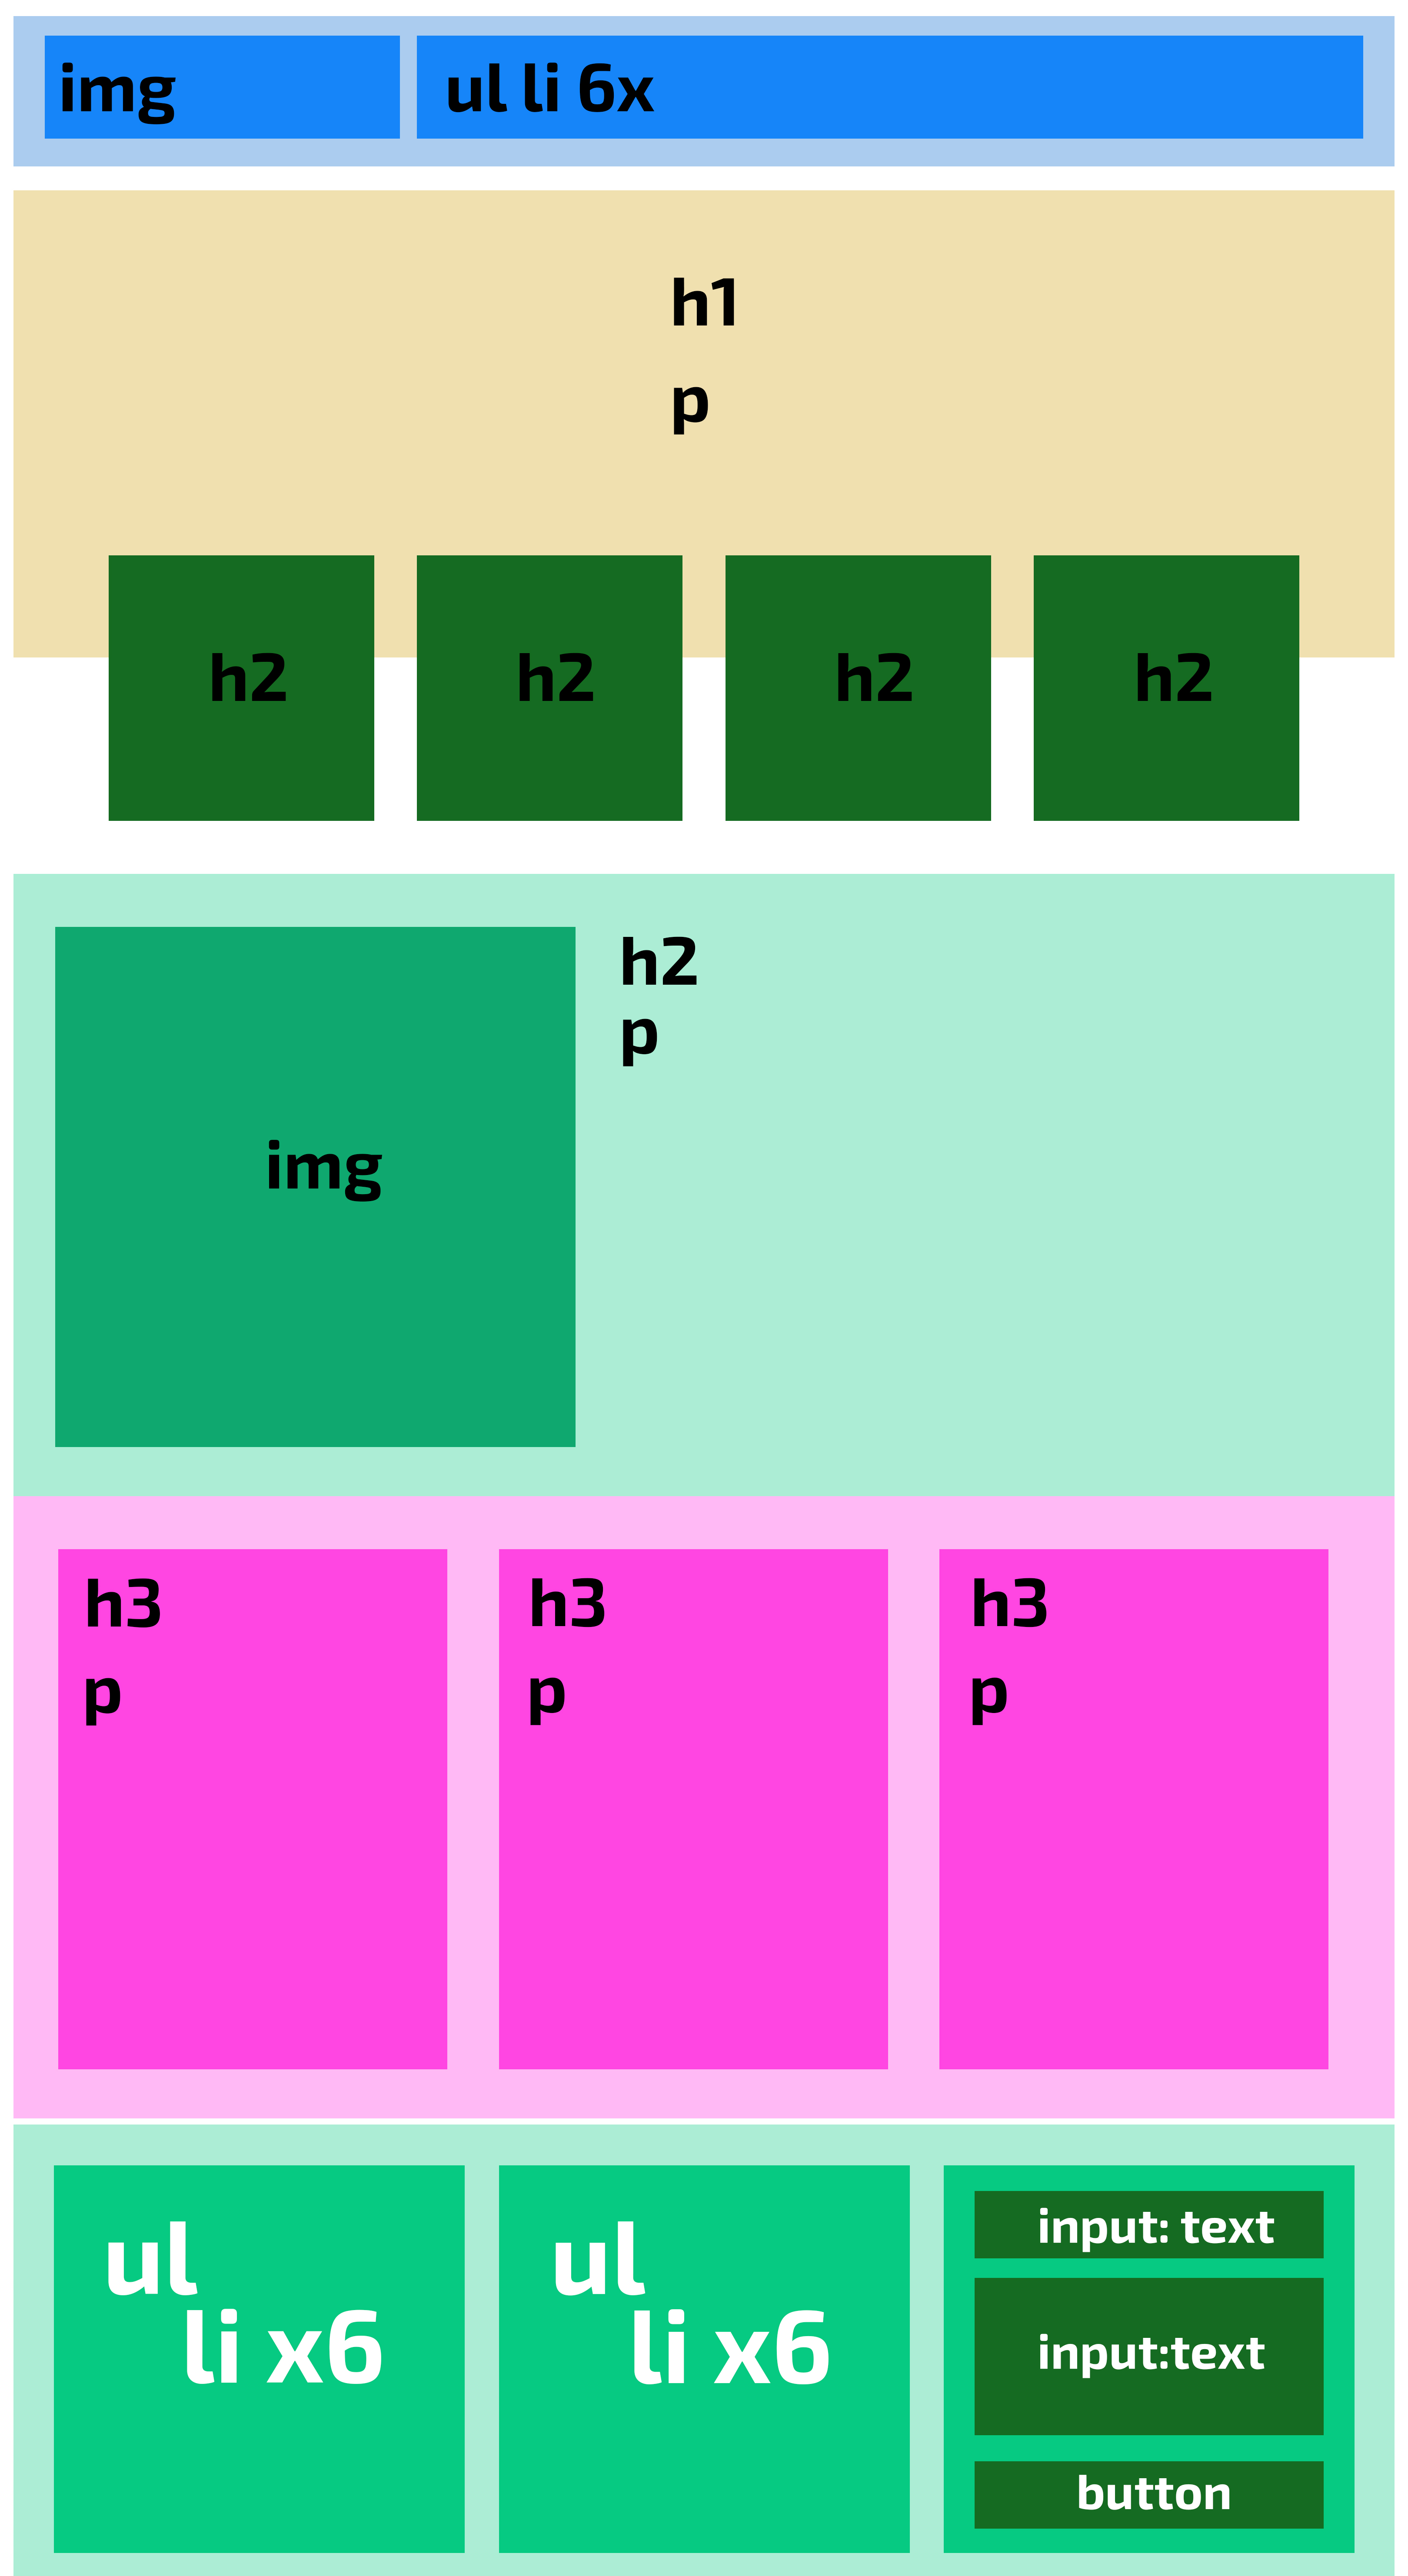 img
ul li 6x
h1
p
h2
h2
h2
h2
img
h2
p
h3
p
h3
p
h3
p
ul
li x6
ul
li x6
input: text
input:text
button